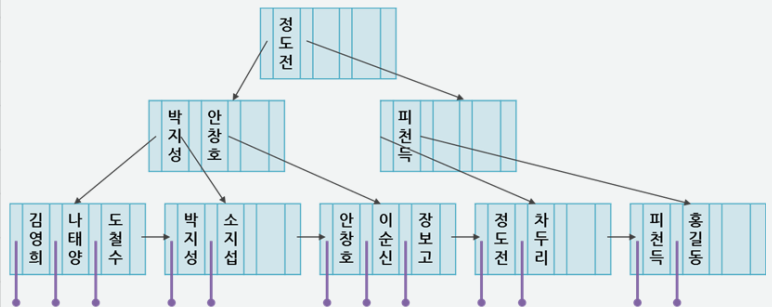 정도전
박지성 안창호 피천득
김영희 나태양 도철수 박지성 소지섭 안창호 이순신 장보고 정도전 차두리 피천득 홍길동